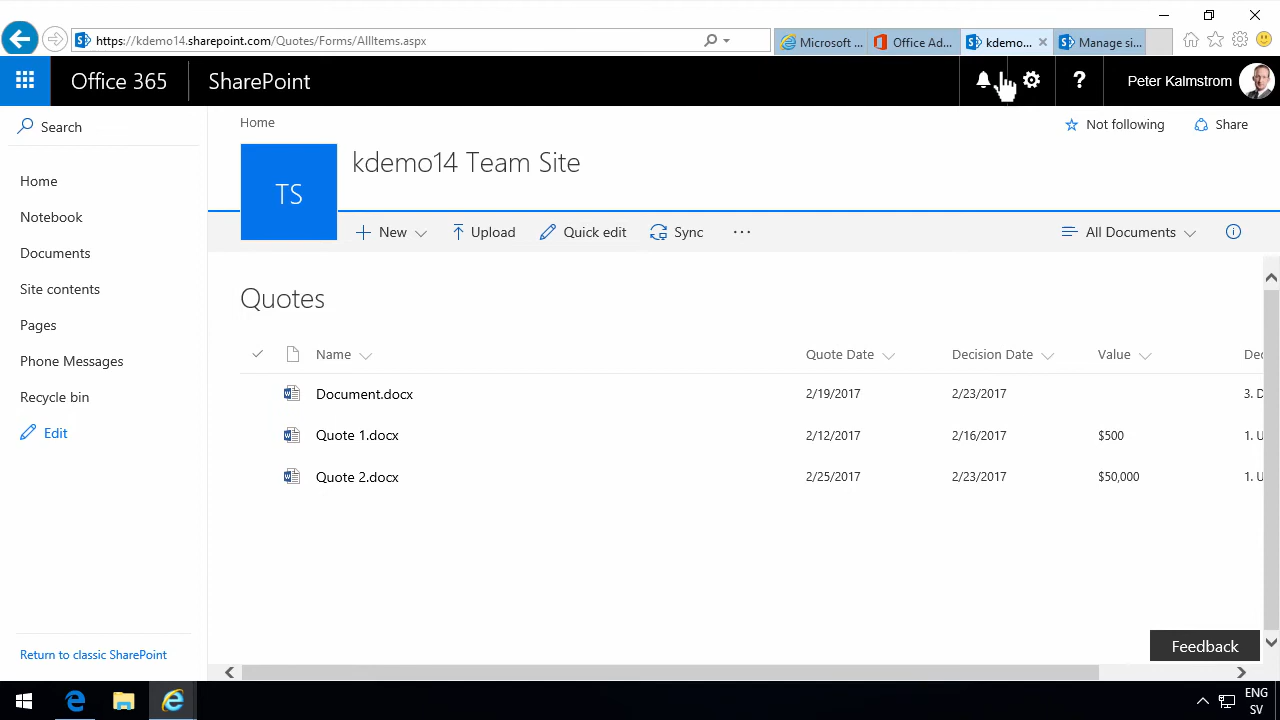 https://kdemo14.sharepoint.com/Quotes/Forms/AllItems.aspx
Microsoft ...
Office Ad...
kdemo...
Manage si...
Office 365
SharePoint
?
Peter Kalmstrom
Search
Home
Not following
Share
TS
kdemo14 Team Site
Home
Notebook
Documents
Site contents
Pages
Phone Messages
Recycle bin
Edit
New
Upload
Quick edit
Sync
...
All Documents
Quotes
Name Quote Date Decision Date Value
Document.docx 2/19/2017 2/23/2017 3.
Quote 1.docx 2/12/2017 2/16/2017 $500 1. U
Quote 2.docx 2/25/2017 2/23/2017 $50,000 1. U
Feedback
Return to classic SharePoint
ENG
SV